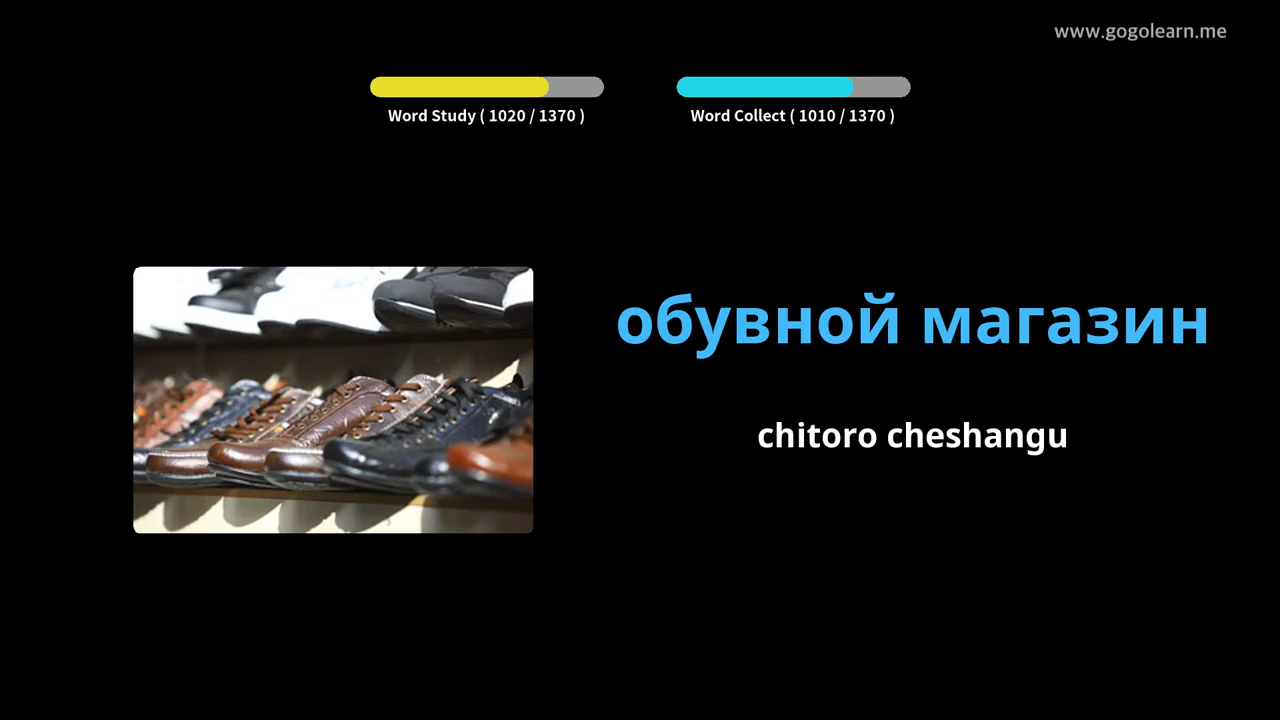 www.gogolearn.me
Word Study ( 1020 / 1370 )
Word Collect ( 1010 / 1370 )
обувной магазин
chitoro cheshangu